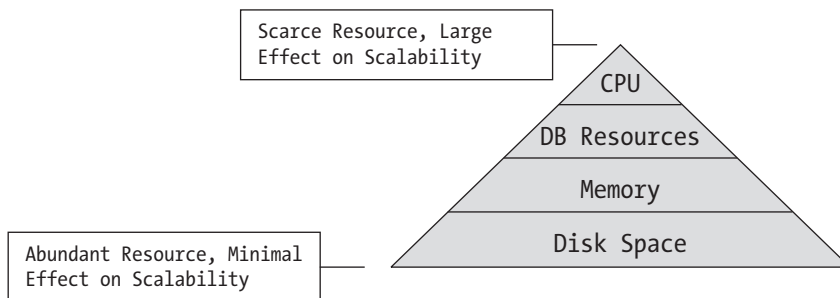 Scarce Resource, Large
Effect on Scalability
CPU
DB Resources
Memory
Disk Space
Abundant Resource, Minimal
Effect on Scalability